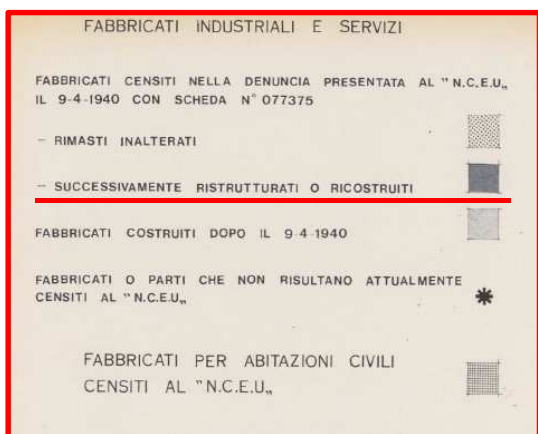 FABBRICATI INDUSTRIALI E SERVIZI
FABBRICATI CENSITI NELLA DENUNCIA PRESENTATA AL "N.C.E.U„
IL 9-4-1940 CON SCHEDA N° 077375
- RIMASTI INALTERATI
- SUCCESSIVAMENTE RISTRUTTURATI O RICOSTRUITI
FABBRICATI COSTRUITI DOPO IL 9-4-1940
FABBRICATI O PARTI CHE NON RISULTANO ATTUALMENTE
CENSITI AL "N.C.E.U„
FABBRICATI PER ABITAZIONI CIVILI
CENSITI AL "N.C.E.U„